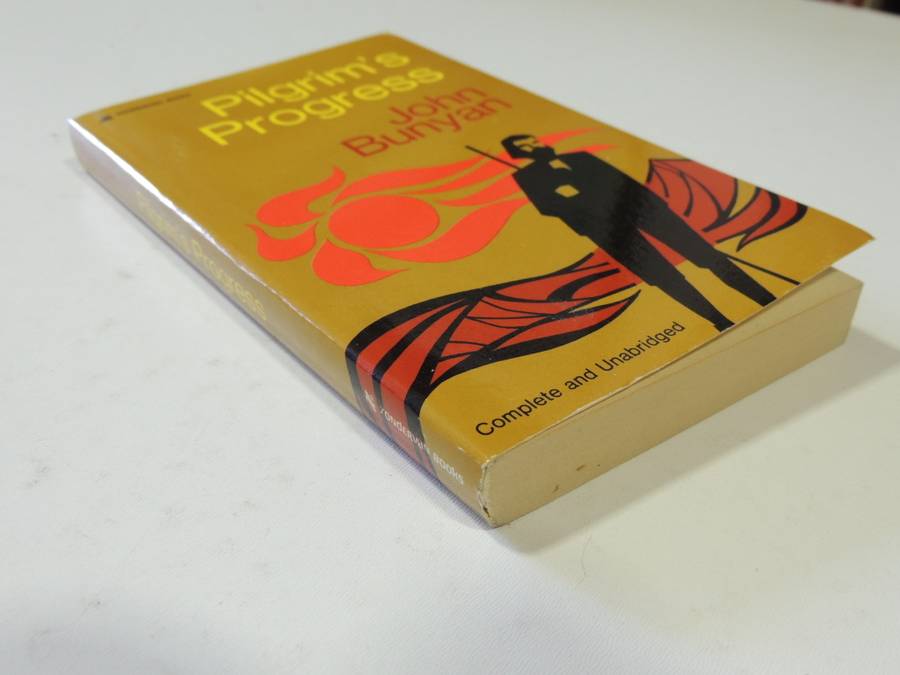 Pilgrim's
Progress
John
Bunyan
Complete and Unabridged
Pilgrim's Progress
zondervan BOOKS